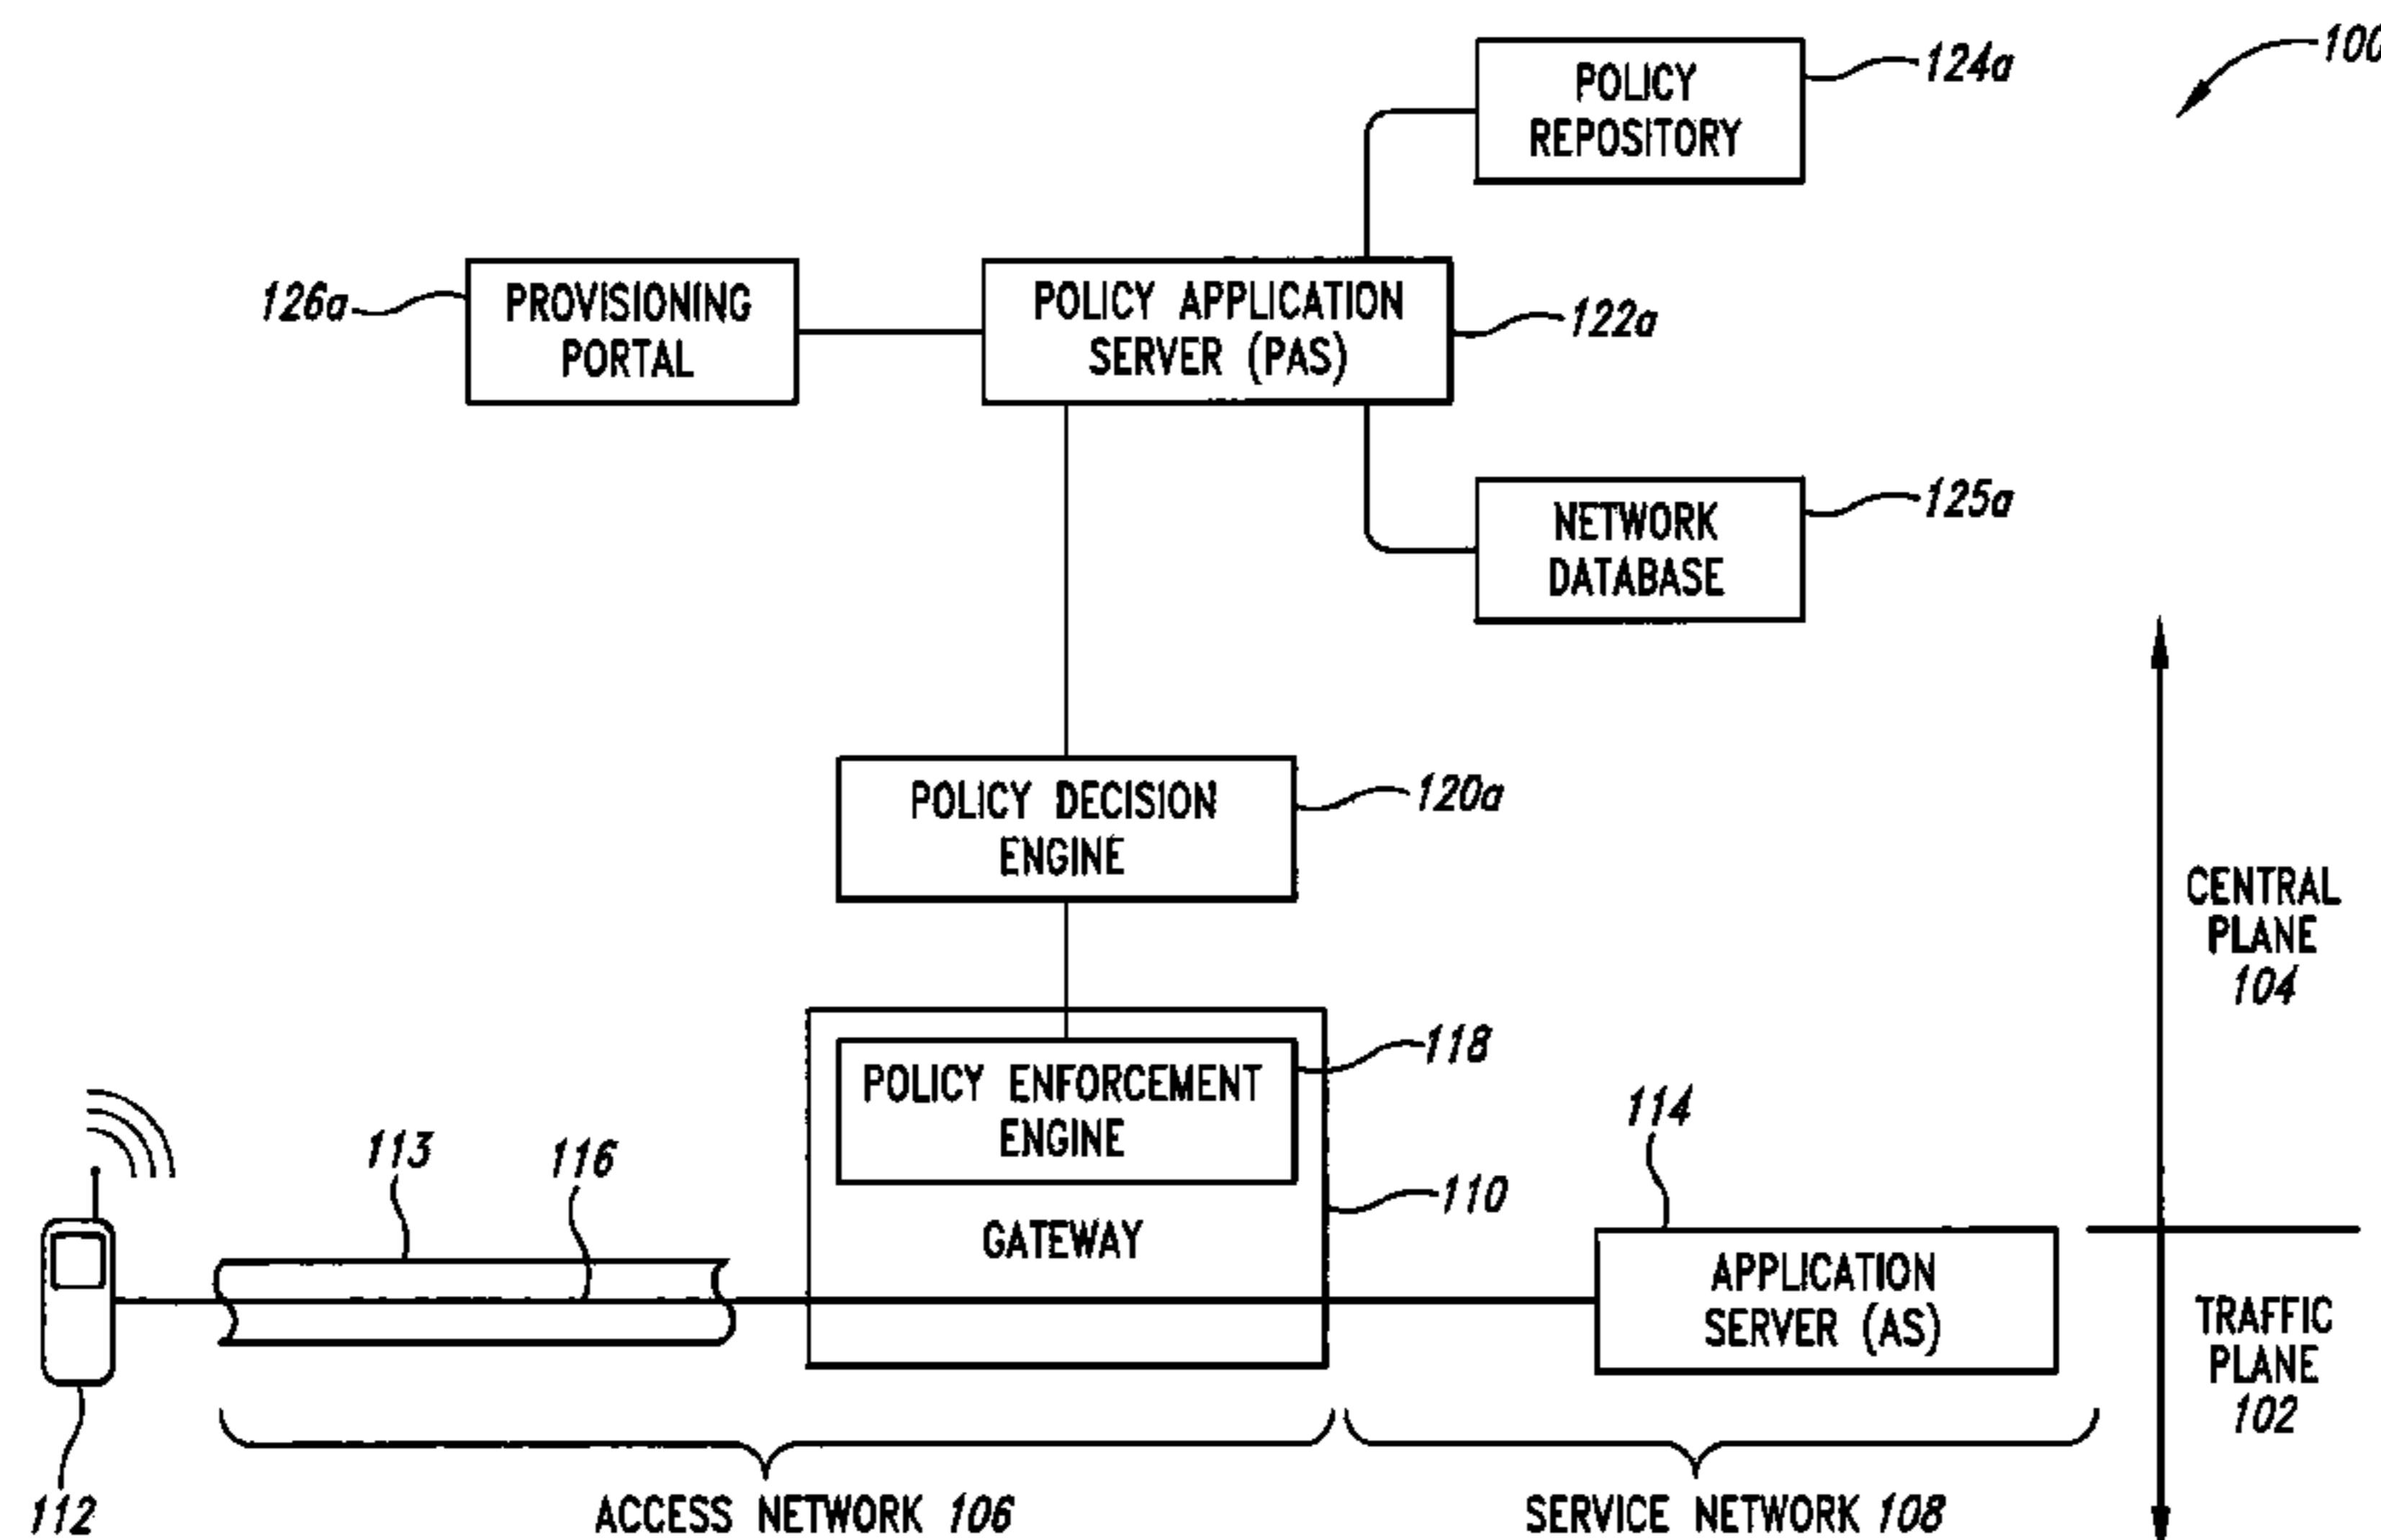 100
POLICY
REPOSITORY
124a
126a
PROVISIONING
PORTAL
POLICY APPLICATION
SERVER (PAS)
122a
NETWORK
DATABASE
125a
POLICY DECISION
ENGINE
120a
CENTRAL
PLANE
104
POLICY ENFORCEMENT
ENGINE
118
113
116
114
110
GATEWAY
APPLICATION
SERVER (AS)
TRAFFIC
PLANE
102
112
ACCESS NETWORK 106
SERVICE NETWORK 108